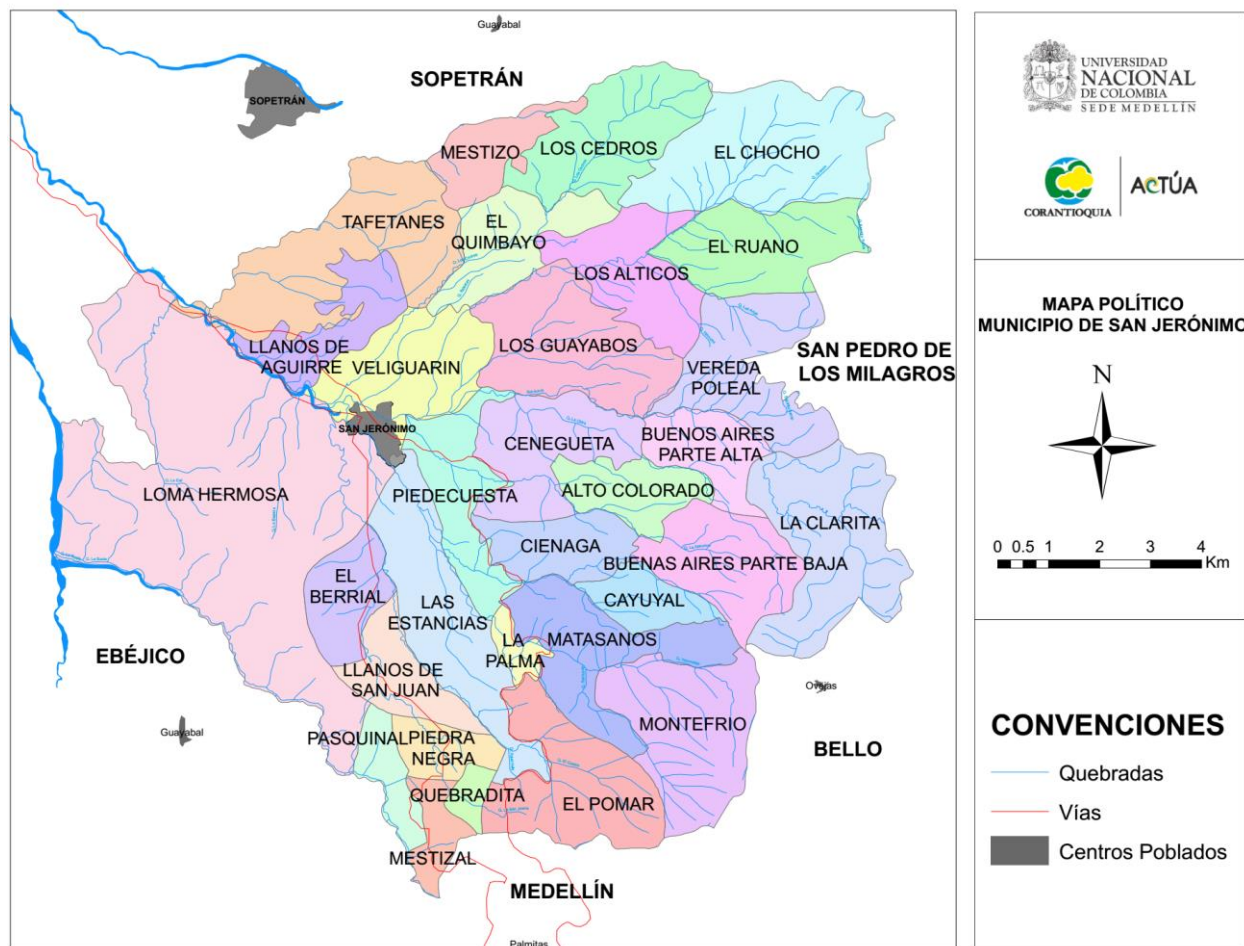 Guayabal
SOPETRÁN
SOPETRÁN
MESTIZO
LOS CEDROS
EL CHOCHO
TAFETANES
EL
QUIMBAYO
EL RUANO
LOS ALTICOS
LLANOS DE
AGUIRRE
VELIGUARIN
LOS GUAYABOS
VEREDA
POLEAL
SAN PEDRO DE
LOS MILAGROS
SAN JERÓNIMO
CENEGUETA
BUENOS AIRES
PARTE ALTA
LOMA HERMOSA
PIEDECUESTA
ALTO COLORADO
LA CLARITA
CIENAGA
BUENAS AIRES PARTE BAJA
EL
BERRIAL
LAS
ESTANCIAS
CAYUYAL
LA
PALMA
MATASANOS
EBÉJICO
LLANOS DE
SAN JUAN
Ovejas
MONTEFRIO
Guayabal
PASQUINAL
PIEDRA
NEGRA
BELLO
QUEBRADITA
EL POMAR
MESTIZAL
MEDELLÍN
Palmitas
UNIVERSIDAD
NACIONAL
DE COLOMBIA
SEDE MEDELLÍN
CORANTIOQUIA
ACTÚA
MAPA POLÍTICO
MUNICIPIO DE SAN JERÓNIMO
N
0 0.5 1 2 3 4
Km
CONVENCIONES
Quebradas
Vías
Centros Poblados